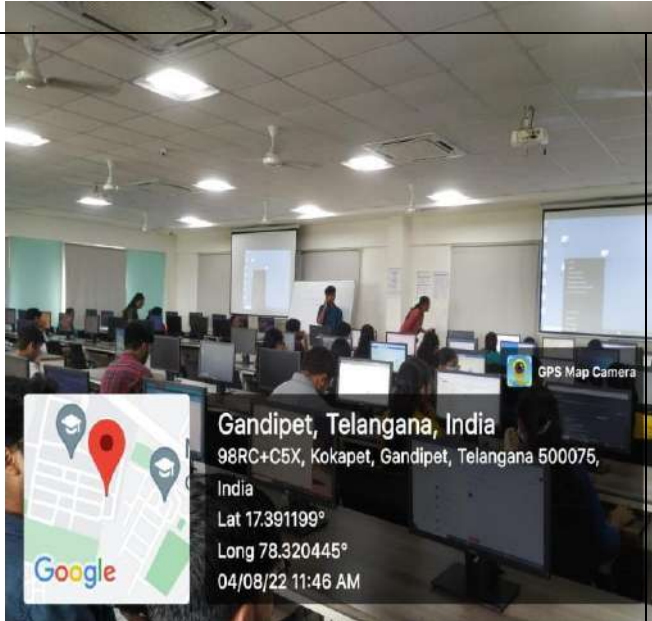 GPS Map Camera
Gandipet, Telangana, India
98RC+C5X, Kokapet, Gandipet, Telangana 500075,
India
Lat 17.391199°
Long 78.320445°
04/08/22 11:46 AM
Google